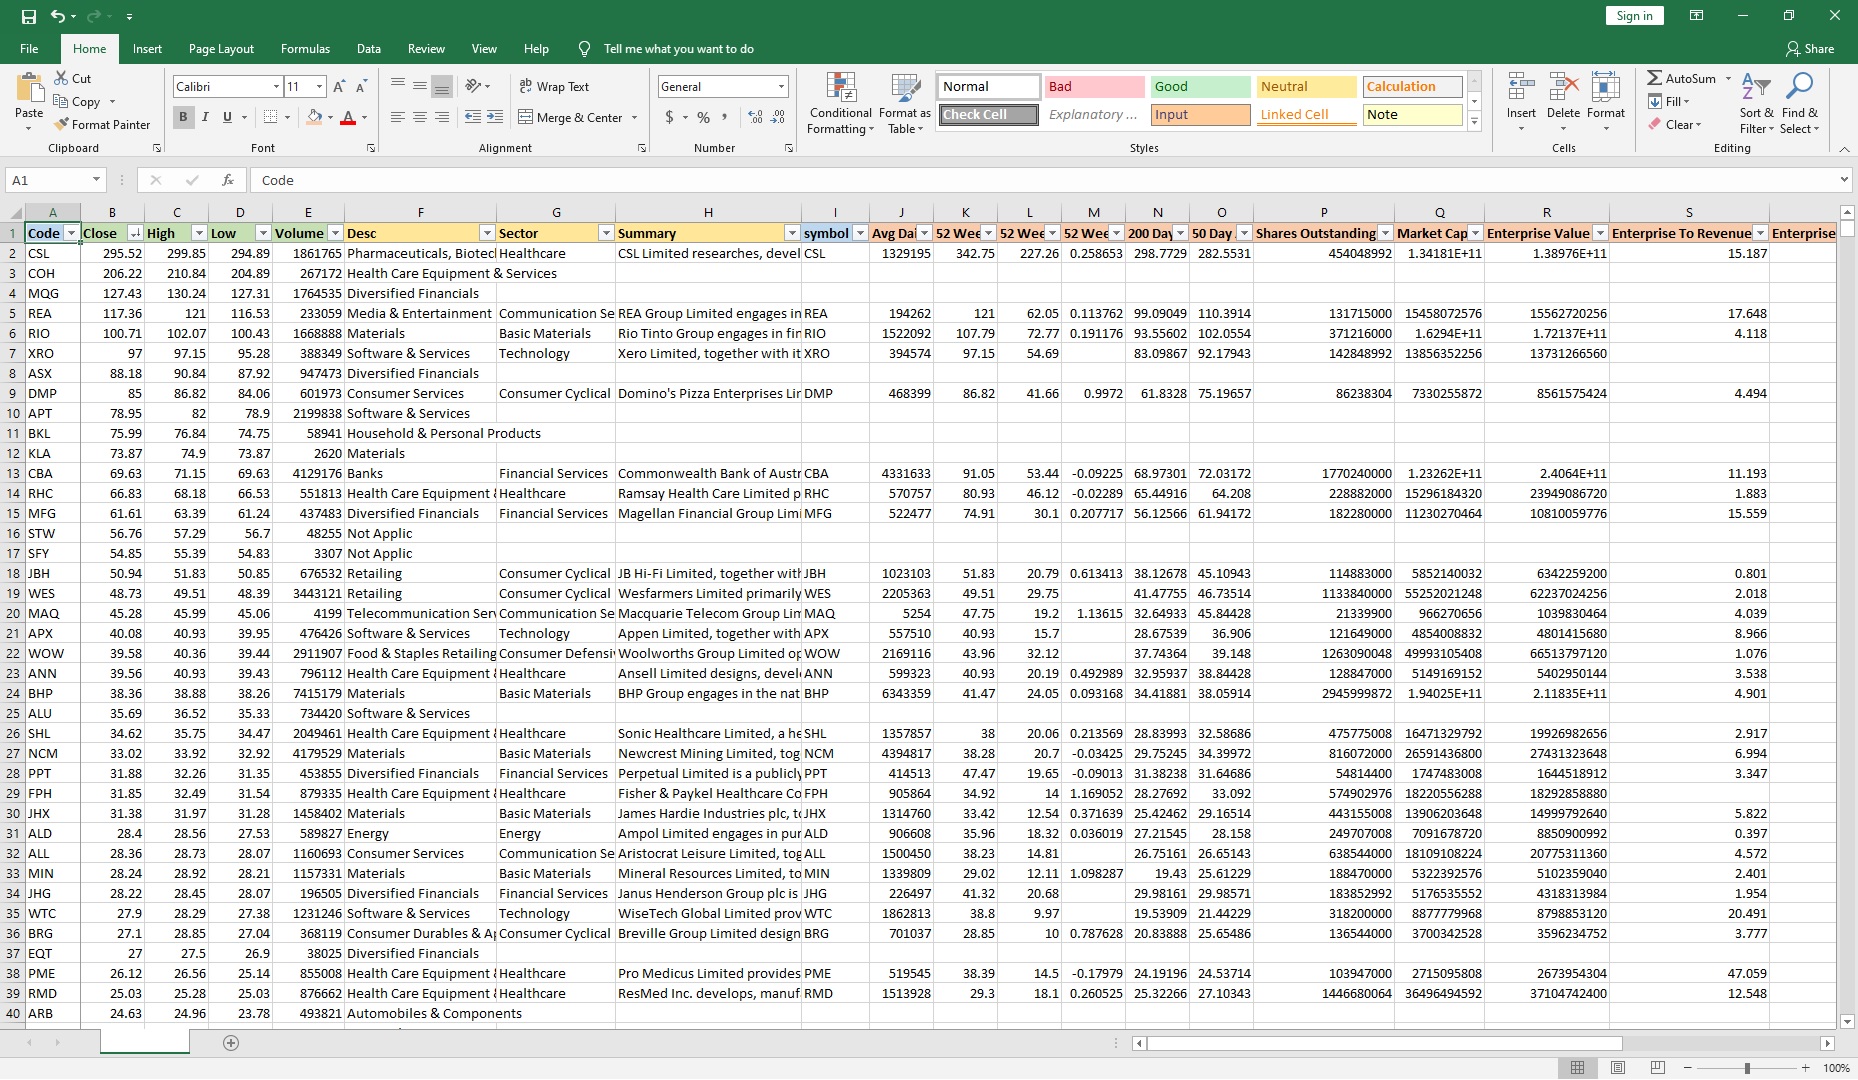 Sign in
File Home Insert Page Layout Formulas Data Review View Help Tell me what you want to do Share
Paste Cut Copy Format Painter Clipboard
Calibri 11 A A B I U A Font
ab Wrap Text Merge & Center Alignment
General $ % , .0 .00 .00 .0 Number
Conditional Formatting Format as Table
Normal Bad Good Neutral Calculation
Check Cell Explanatory ... Input Linked Cell Note
Styles
Insert Delete Format Cells
AutoSum Fill Clear Sort & Filter Find & Select Editing
A1 fx Code
A B C D E F G H I J K L M N O P Q R S
1 Code Close High Low Volume Desc Sector Summary symbol Avg Dai 52 Wee 52 Wee 52 Wee 200 Day 50 Day Shares Outstanding Market Cap Enterprise Value Enterprise To Revenue Enterprise
2 CSL 295.52 299.85 294.89 1861765 Pharmaceuticals, Biotec Healthcare CSL Limited researches, devel CSL 1329195 342.75 227.26 0.258653 298.7729 282.5531 454048992 1.34181E+11 1.38976E+11 15.187
3 COH 206.22 210.84 204.89 267172 Health Care Equipment & Services
4 MQG 127.43 130.24 127.31 1764535 Diversified Financials
5 REA 117.36 121 116.53 233059 Media & Entertainment Communication Se REA Group Limited engages in REA 194262 121 62.05 0.113762 99.09049 110.3914 131715000 15458072576 15562720256 17.648
6 RIO 100.71 102.07 100.43 1668888 Materials Basic Materials Rio Tinto Group engages in fin RIO 1522092 107.79 72.77 0.191176 93.55602 102.0554 371216000 1.6294E+11 1.72137E+11 4.118
7 XRO 97 97.15 95.28 388349 Software & Services Technology Xero Limited, together with it XRO 394574 97.15 54.69 83.09867 92.17943 142848992 13856352256 13731266560
8 ASX 88.18 90.84 87.92 947473 Diversified Financials
9 DMP 85 86.82 84.06 601973 Consumer Services Consumer Cyclical Domino's Pizza Enterprises Lir DMP 468399 86.82 41.66 0.9972 61.8328 75.19657 86238304 7330255872 8561575424 4.494
10 APT 78.95 82 78.9 2199838 Software & Services
11 BKL 75.99 76.84 74.75 58941 Household & Personal Products
12 KLA 73.87 74.9 73.87 2620 Materials
13 CBA 69.63 71.15 69.63 4129176 Banks Financial Services Commonwealth Bank of Austr CBA 4331633 91.05 53.44 -0.09225 68.97301 72.03172 1770240000 1.23262E+11 2.4064E+11 11.193
14 RHC 66.83 68.18 66.53 551813 Health Care Equipment & Healthcare Ramsay Health Care Limited p RHC 570757 80.93 46.12 -0.02289 65.44916 64.208 228882000 15296184320 23949086720 1.883
15 MFG 61.61 63.39 61.24 437483 Diversified Financials Financial Services Magellan Financial Group Limi MFG 522477 74.91 30.1 0.207717 56.12566 61.94172 182280000 11230270464 10810059776 15.559
16 STW 56.76 57.29 56.7 48255 Not Applic
17 SFY 54.85 55.39 54.83 3307 Not Applic
18 JBH 50.94 51.83 50.85 676532 Retailing Consumer Cyclical JB Hi-Fi Limited, together with JBH 1023103 51.83 20.79 0.613413 38.12678 45.10943 114883000 5852140032 6342259200 0.801
19 WES 48.73 49.51 48.39 3443121 Retailing Consumer Cyclical Wesfarmers Limited primarily WES 2205363 49.51 29.75 41.47755 46.73514 1133840000 55252021248 62237024256 2.018
20 MAQ 45.28 45.99 45.06 4199 Telecommunication Serv Communication Se Macquarie Telecom Group Lim MAQ 5254 47.75 19.2 1.13615 32.64933 45.84428 21339900 966270656 1039830464 4.039
21 APX 40.08 40.93 39.95 476426 Software & Services Technology Appen Limited, together with APX 557510 40.93 15.7 28.67539 36.906 121649000 4854008832 4801415680 8.966
22 WOW 39.58 40.36 39.44 2911907 Food & Staples Retailing Consumer Defensi Woolworths Group Limited op WOW 2169116 43.96 32.12 37.74364 39.148 1263090048 49993105408 66513797120 1.076
23 ANN 39.56 40.93 39.43 796112 Health Care Equipment & Healthcare Ansell Limited designs, devel ANN 599323 40.93 20.19 0.492989 32.95937 38.84428 128847000 5149169152 5402950144 3.538
24 BHP 38.36 38.88 38.26 7415179 Materials Basic Materials BHP Group engages in the nat BHP 6343359 41.47 24.05 0.093168 34.41881 38.05914 2945999872 1.94025E+11 2.11835E+11 4.901
25 ALU 35.69 36.52 35.33 734420 Software & Services
26 SHL 34.62 35.75 34.47 2049461 Health Care Equipment & Healthcare Sonic Healthcare Limited, a he SHL 1357857 38 20.06 0.213569 28.83993 32.58686 475775008 16471329792 19926982656 2.917
27 NCM 33.02 33.92 32.92 4179529 Materials Basic Materials Newcrest Mining Limited, tog NCM 4394817 38.28 20.7 -0.03425 29.75245 34.39972 816072000 26591436800 27431323648 6.994
28 PPT 31.88 32.26 31.35 453855 Diversified Financials Financial Services Perpetual Limited is a publicly PPT 414513 47.47 19.65 -0.09013 31.38238 31.64686 54814400 1747483008 1644518912 3.347
29 FPH 31.85 32.49 31.54 879335 Health Care Equipment & Healthcare Fisher & Paykel Healthcare Co FPH 905864 34.92 14 1.169052 28.27692 33.092 574902976 18220556288 18292858880
30 JHX 31.38 31.97 31.28 1458402 Materials Basic Materials James Hardie Industries plc, to JHX 1314760 33.42 12.54 0.371639 25.42462 29.16514 443155008 13906203648 14999792640 5.822
31 ALD 28.4 28.56 27.53 589827 Energy Energy Ampol Limited engages in pur ALD 906608 35.96 18.32 0.036019 27.21545 28.158 249707008 7091678720 8850900992 0.397
32 ALL 28.36 28.73 28.07 1160693 Consumer Services Communication Se Aristocrat Leisure Limited, tog ALL 1500450 38.23 14.81 26.75161 26.65143 638544000 18109108224 20775311360 4.572
33 MIN 28.24 28.92 28.21 1157331 Materials Basic Materials Mineral Resources Limited, to MIN 1339809 29.02 12.11 1.098287 19.43 25.61229 188470000 5322392576 5102359040 2.401
34 JHG 28.22 28.45 28.07 196505 Diversified Financials Financial Services Janus Henderson Group plc is JHG 226497 41.32 20.68 29.98161 29.98571 183852992 5176535552 4318313984 1.954
35 WTC 27.9 28.29 27.38 1231246 Software & Services Technology WiseTech Global Limited prov WTC 1862813 38.8 9.97 19.53909 21.44229 318200000 8877779968 8798853120 20.491
36 BRG 27.1 28.85 27.04 368119 Consumer Durables & Ap Consumer Cyclical Breville Group Limited design BRG 701037 28.85 10 0.787628 20.83888 25.65486 136544000 3700342528 3596234752 3.777
37 EQT 27 27.5 26.9 38025 Diversified Financials
38 PME 26.12 26.56 25.14 855008 Health Care Equipment & Healthcare Pro Medicus Limited provides PME 519545 38.39 14.5 -0.17979 24.19196 24.53714 103947000 2715095808 2673954304 47.059
39 RMD 25.03 25.28 25.03 876662 Health Care Equipment & Healthcare ResMed Inc. develops, manuf RMD 1513928 29.3 18.1 0.260525 25.32266 27.10343 1446680064 36496494592 37104742400 12.548
40 ARB 24.63 24.96 23.78 493821 Automobiles & Components
100%